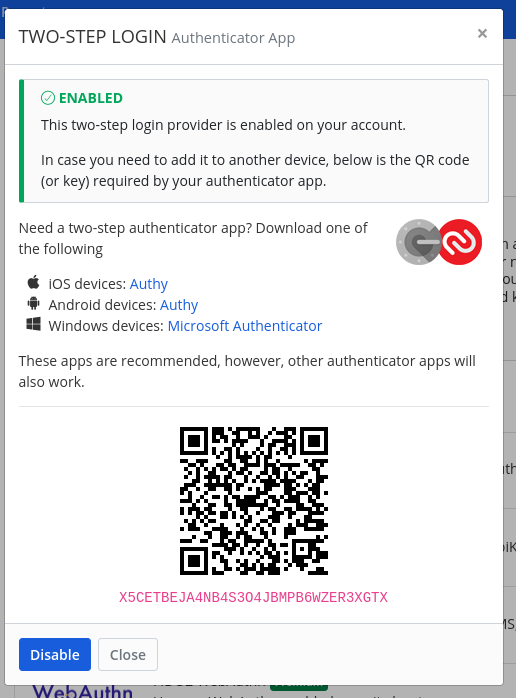 TWO-STEP LOGIN Authenticator App
×
ENABLED
This two-step login provider is enabled on your account.
In case you need to add it to another device, below is the QR code
(or key) required by your authenticator app.
Need a two-step authenticator app? Download one of
the following
iOS devices: Authy
Android devices: Authy
Windows devices: Microsoft Authenticator
These apps are recommended, however, other authenticator apps will
also work.
X5CETBEJA4NB4S3O4JBMPB6WZER3XGTX
Disable
Close
WebAuthn